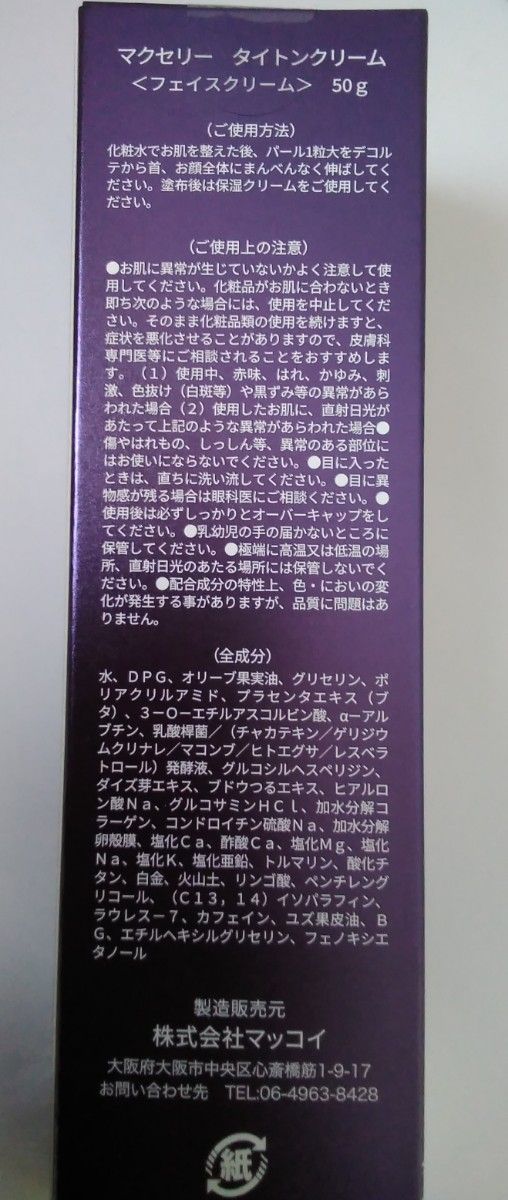 マクセリー　タイトンクリーム
＜フェイスクリーム＞　50ｇ
（ご使用方法）
化粧水でお肌を整えた後、パール1粒大をデコル
テから首、お顔全体にまんべんなく伸ばしてく
ださい。塗布後は保湿クリームをご使用してく
ださい。
（ご使用上の注意）
●お肌に異常が生じていないかよく注意して使
用してください。化粧品がお肌に合わないとき
即ち次のような場合には、使用を中止してくだ
さい。そのまま化粧品類の使用を続けますと、
症状を悪化させることがありますので、皮膚科
専門医等にご相談されることをおすすめしま
す。（１）使用中、赤味、はれ、かゆみ、刺
激、色抜け（白斑等）や黒ずみ等の異常があら
われた場合（２）使用したお肌に、直射日光が
あたって上記のような異常があらわれた場合●
傷やはれもの、しっしん等、異常のある部位に
はお使いにならないでください。●目に入った
ときは、直ちに洗い流してください。●目に異
物感が残る場合は眼科医にご相談ください。●
使用後は必ずしっかりとオーバーキャップをし
てください。●乳幼児の手の届かないところに
保管してください。●極端に高温又は低温の場
所、直射日光のあたる場所には保管しないでく
ださい。●配合成分の特性上、色・においの変
化が発生する事がありますが、品質に問題はあ
りません。
（全成分）
水、ＤＰＧ、オリーブ果実油、グリセリン、ポ
リアクリルアミド、プラセンタエキス（ブ
タ）、３－Ｏ－エチルアスコルビン酸、α－アル
ブチン、乳酸桿菌／（チャカテキン／ゲリジウ
ムクリナレ／マコンブ／ヒトエグサ／レスベラ
トロール）発酵液、グルコシルヘスペリジン、
ダイズ芽エキス、ブドウつるエキス、ヒアルロ
ン酸Ｎａ、グルコサミンＨＣｌ、加水分解コ
ラーゲン、コンドロイチン硫酸Ｎａ、加水分解
卵殻膜、塩化Ｃａ、酢酸Ｃａ、塩化Ｍｇ、塩化
Ｎａ、塩化Ｋ、塩化亜鉛、トルマリン、酸化チ
タン、白金、火山土、リンゴ酸、ペンチレング
リコール、（Ｃ１３，１４）イソパラフィン、
ラウレス－７、カフェイン、ユズ果皮油、Ｂ
Ｇ、エチルヘキシルグリセリン、フェノキシエ
タノール
製造販売元
株式会社マッコイ
大阪府大阪市中央区心斎橋筋1-9-17
お問い合わせ先　TEL:06-4963-8428
紙